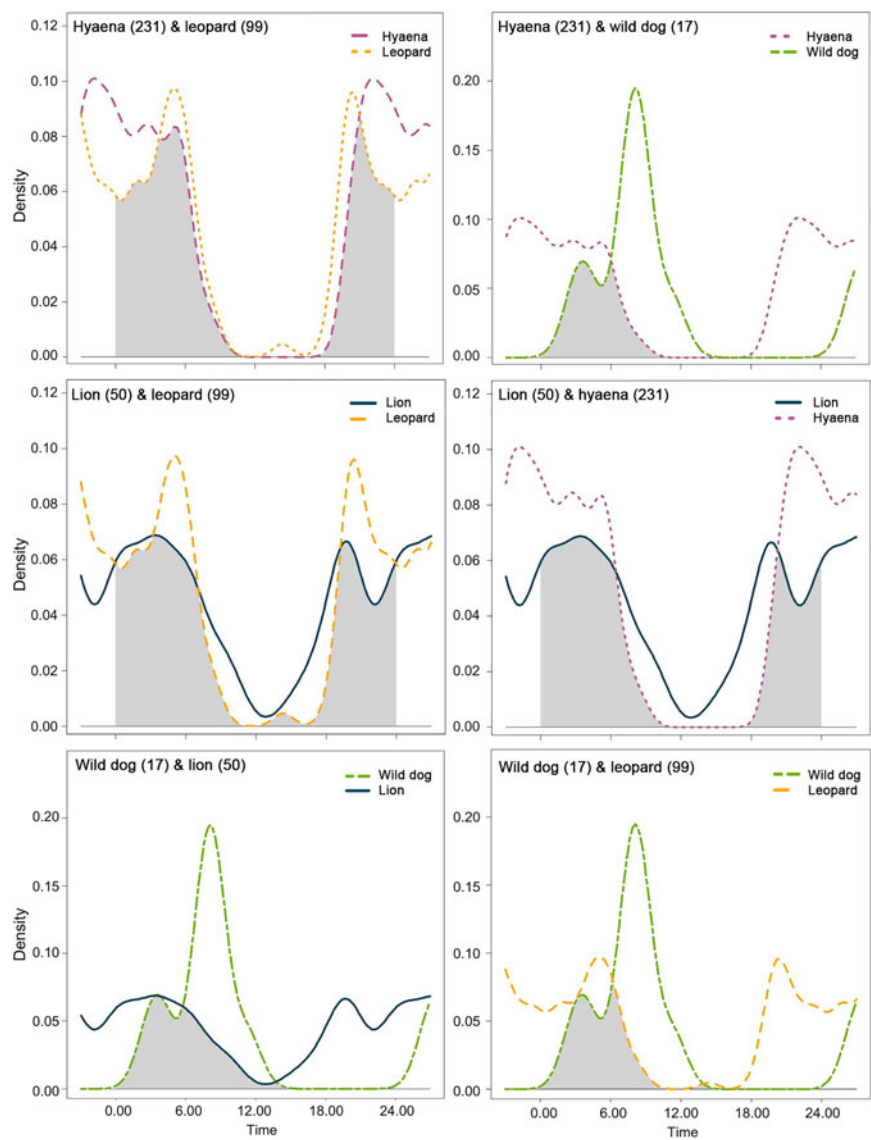 Hyaena (231) & leopard (99)
Hyaena
Leopard
0.12
0.10
0.08
0.06
0.04
0.02
0.00
Density
Hyaena (231) & wild dog (17)
Hyaena
Wild dog
0.20
0.15
0.10
0.05
0.00
Lion (50) & leopard (99)
Lion
Leopard
0.12
0.10
0.08
0.06
0.04
0.02
0.00
Density
Lion (50) & hyaena (231)
Lion
Hyaena
0.12
0.10
0.08
0.06
0.04
0.02
0.00
Wild dog (17) & lion (50)
Wild dog
Lion
0.20
0.15
0.10
0.05
0.00
Density
0.00 6.00 12.00 18.00 24.00
Time
Wild dog (17) & leopard (99)
Wild dog
Leopard
0.20
0.15
0.10
0.05
0.00
0.00 6.00 12.00 18.00 24.00
Time